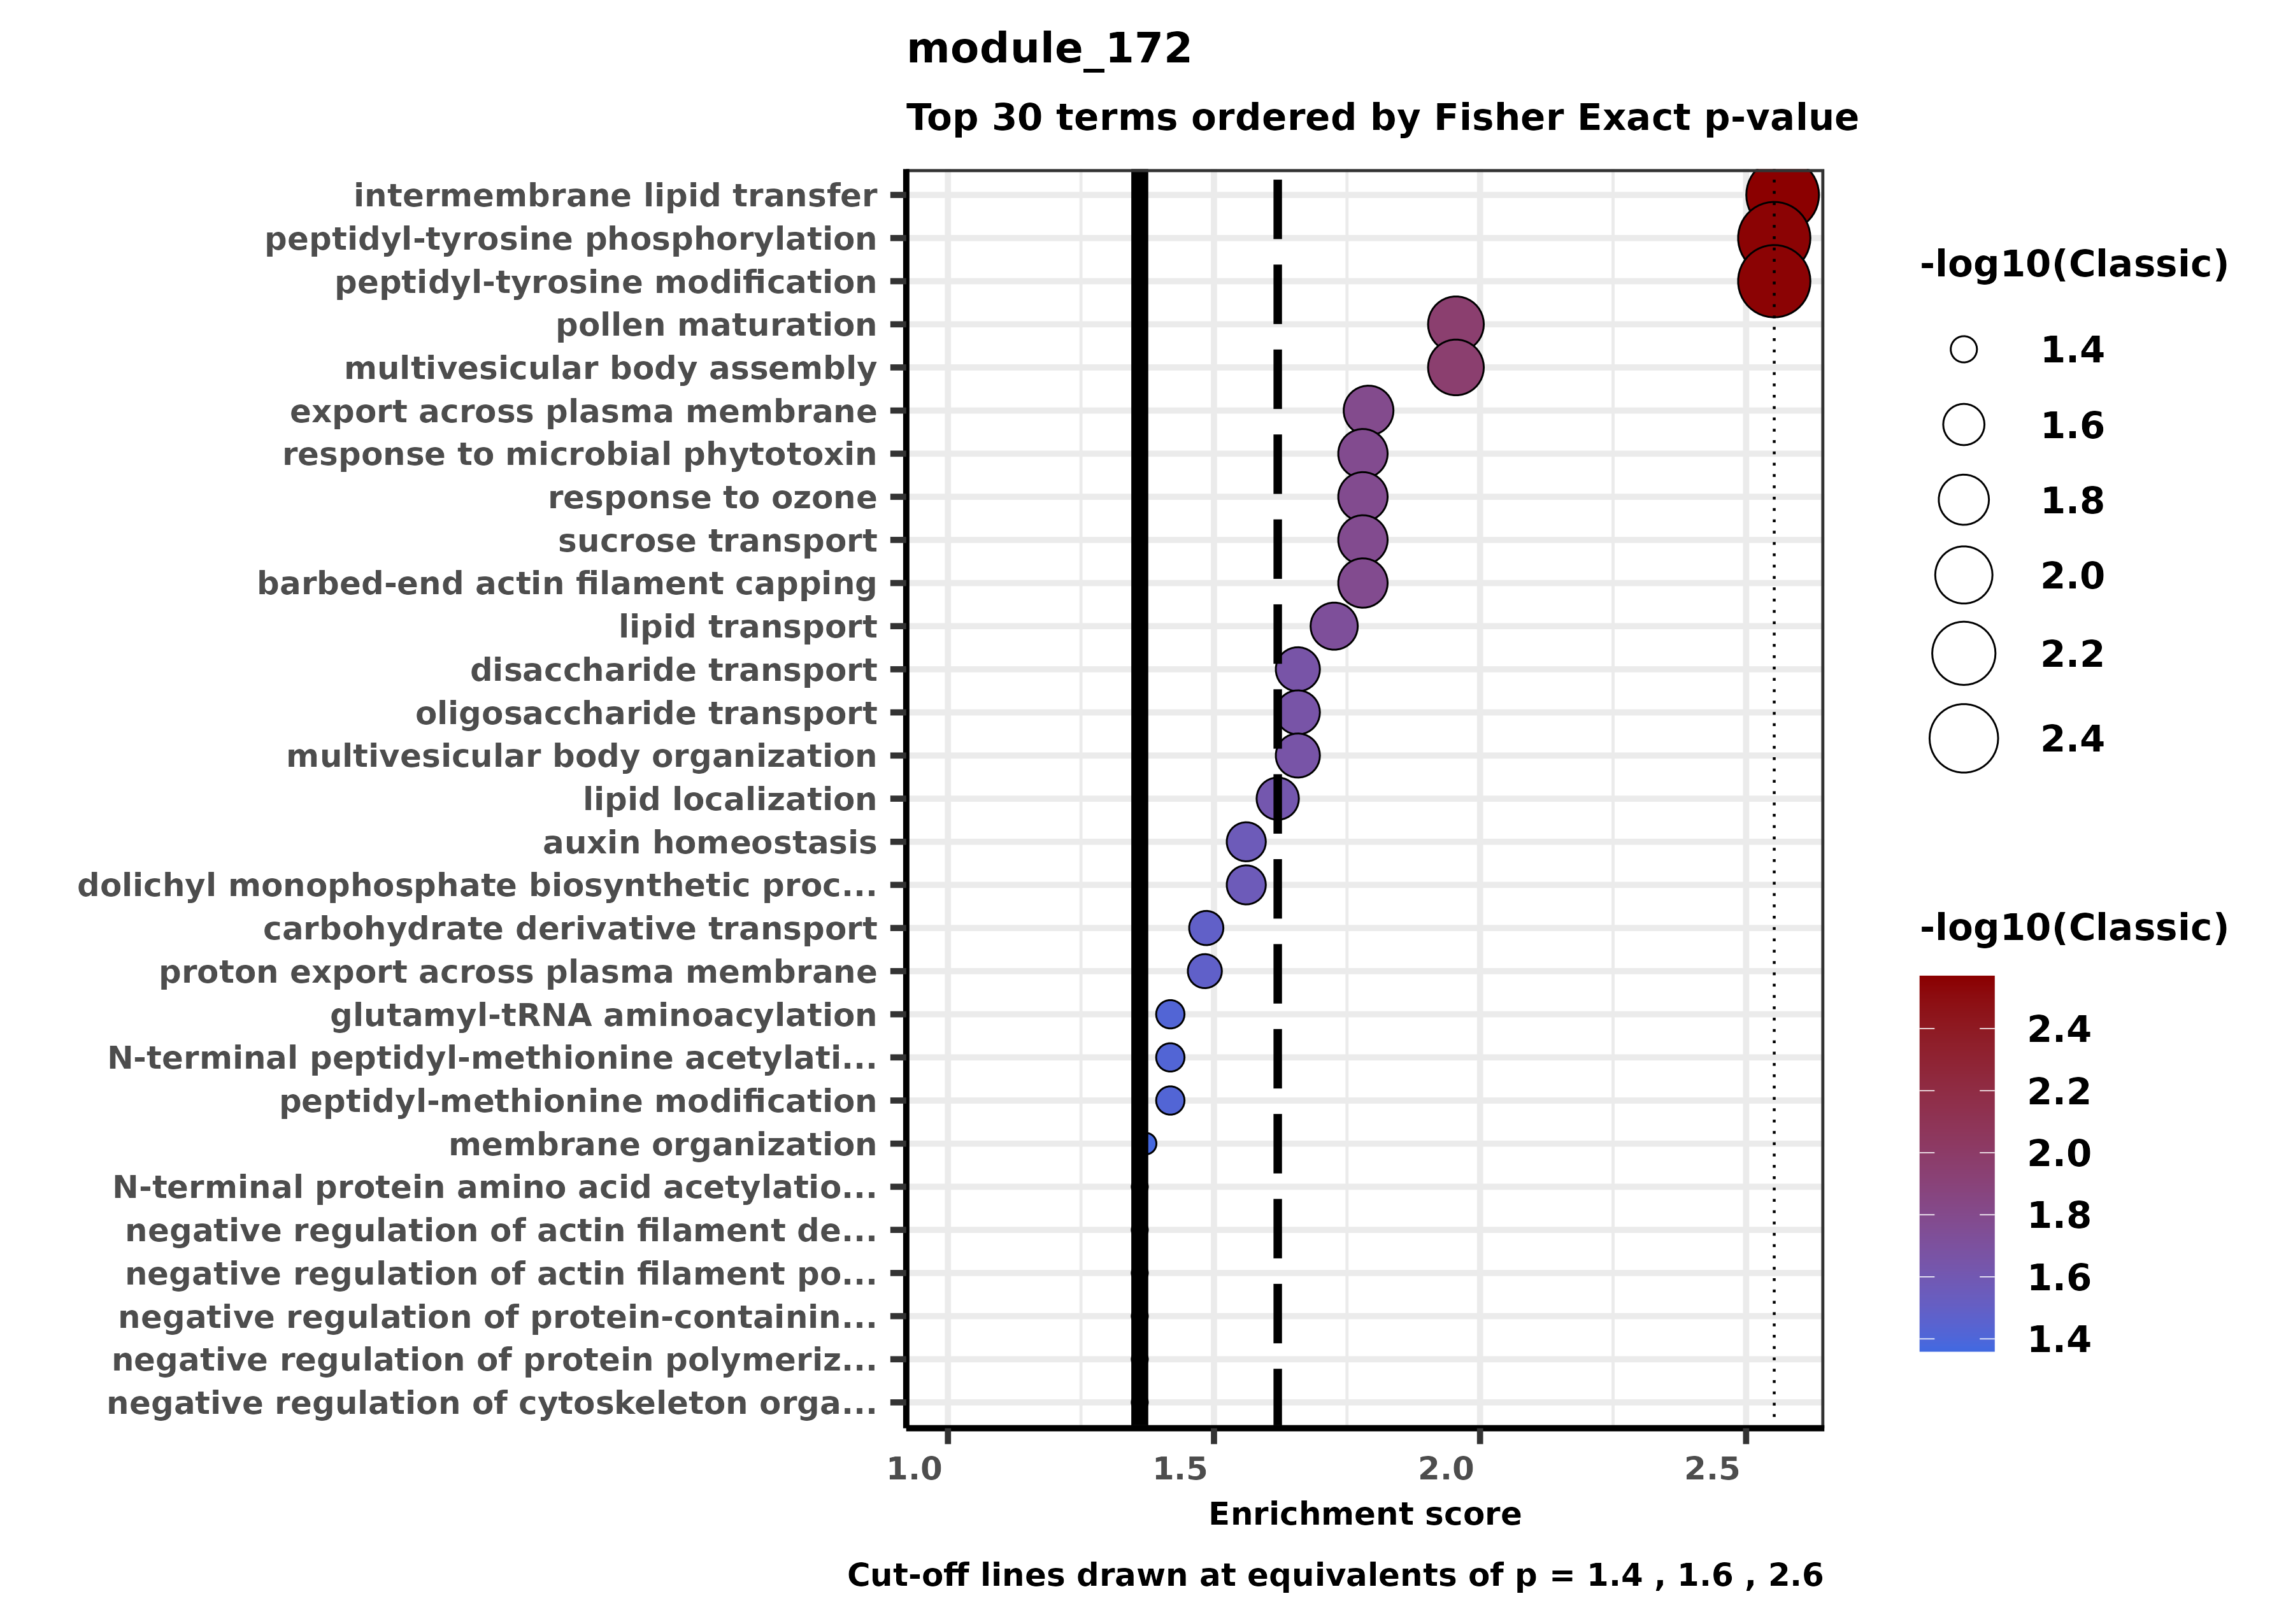 module_172
Top 30 terms ordered by Fisher Exact p-value
intermembrane lipid transfer
peptidyl-tyrosine phosphorylation
peptidyl-tyrosine modification
pollen maturation
multivesicular body assembly
export across plasma membrane
response to microbial phytotoxin
response to ozone
sucrose transport
barbed-end actin filament capping
lipid transport
disaccharide transport
oligosaccharide transport
multivesicular body organization
lipid localization
auxin homeostasis
dolichyl monophosphate biosynthetic proc...
carbohydrate derivative transport
proton export across plasma membrane
glutamyl-tRNA aminoacylation
N-terminal peptidyl-methionine acetylati...
peptidyl-methionine modification
membrane organization
N-terminal protein amino acid acetylatio...
negative regulation of actin filament de...
negative regulation of actin filament po...
negative regulation of protein-containin...
negative regulation of protein polymeriz...
negative regulation of cytoskeleton orga...
1.0 1.5 2.0 2.5
Enrichment score
Cut-off lines drawn at equivalents of p = 1.4 , 1.6 , 2.6
-log10(Classic)
1.4
1.6
1.8
2.0
2.2
2.4
-log10(Classic)
2.4
2.2
2.0
1.8
1.6
1.4